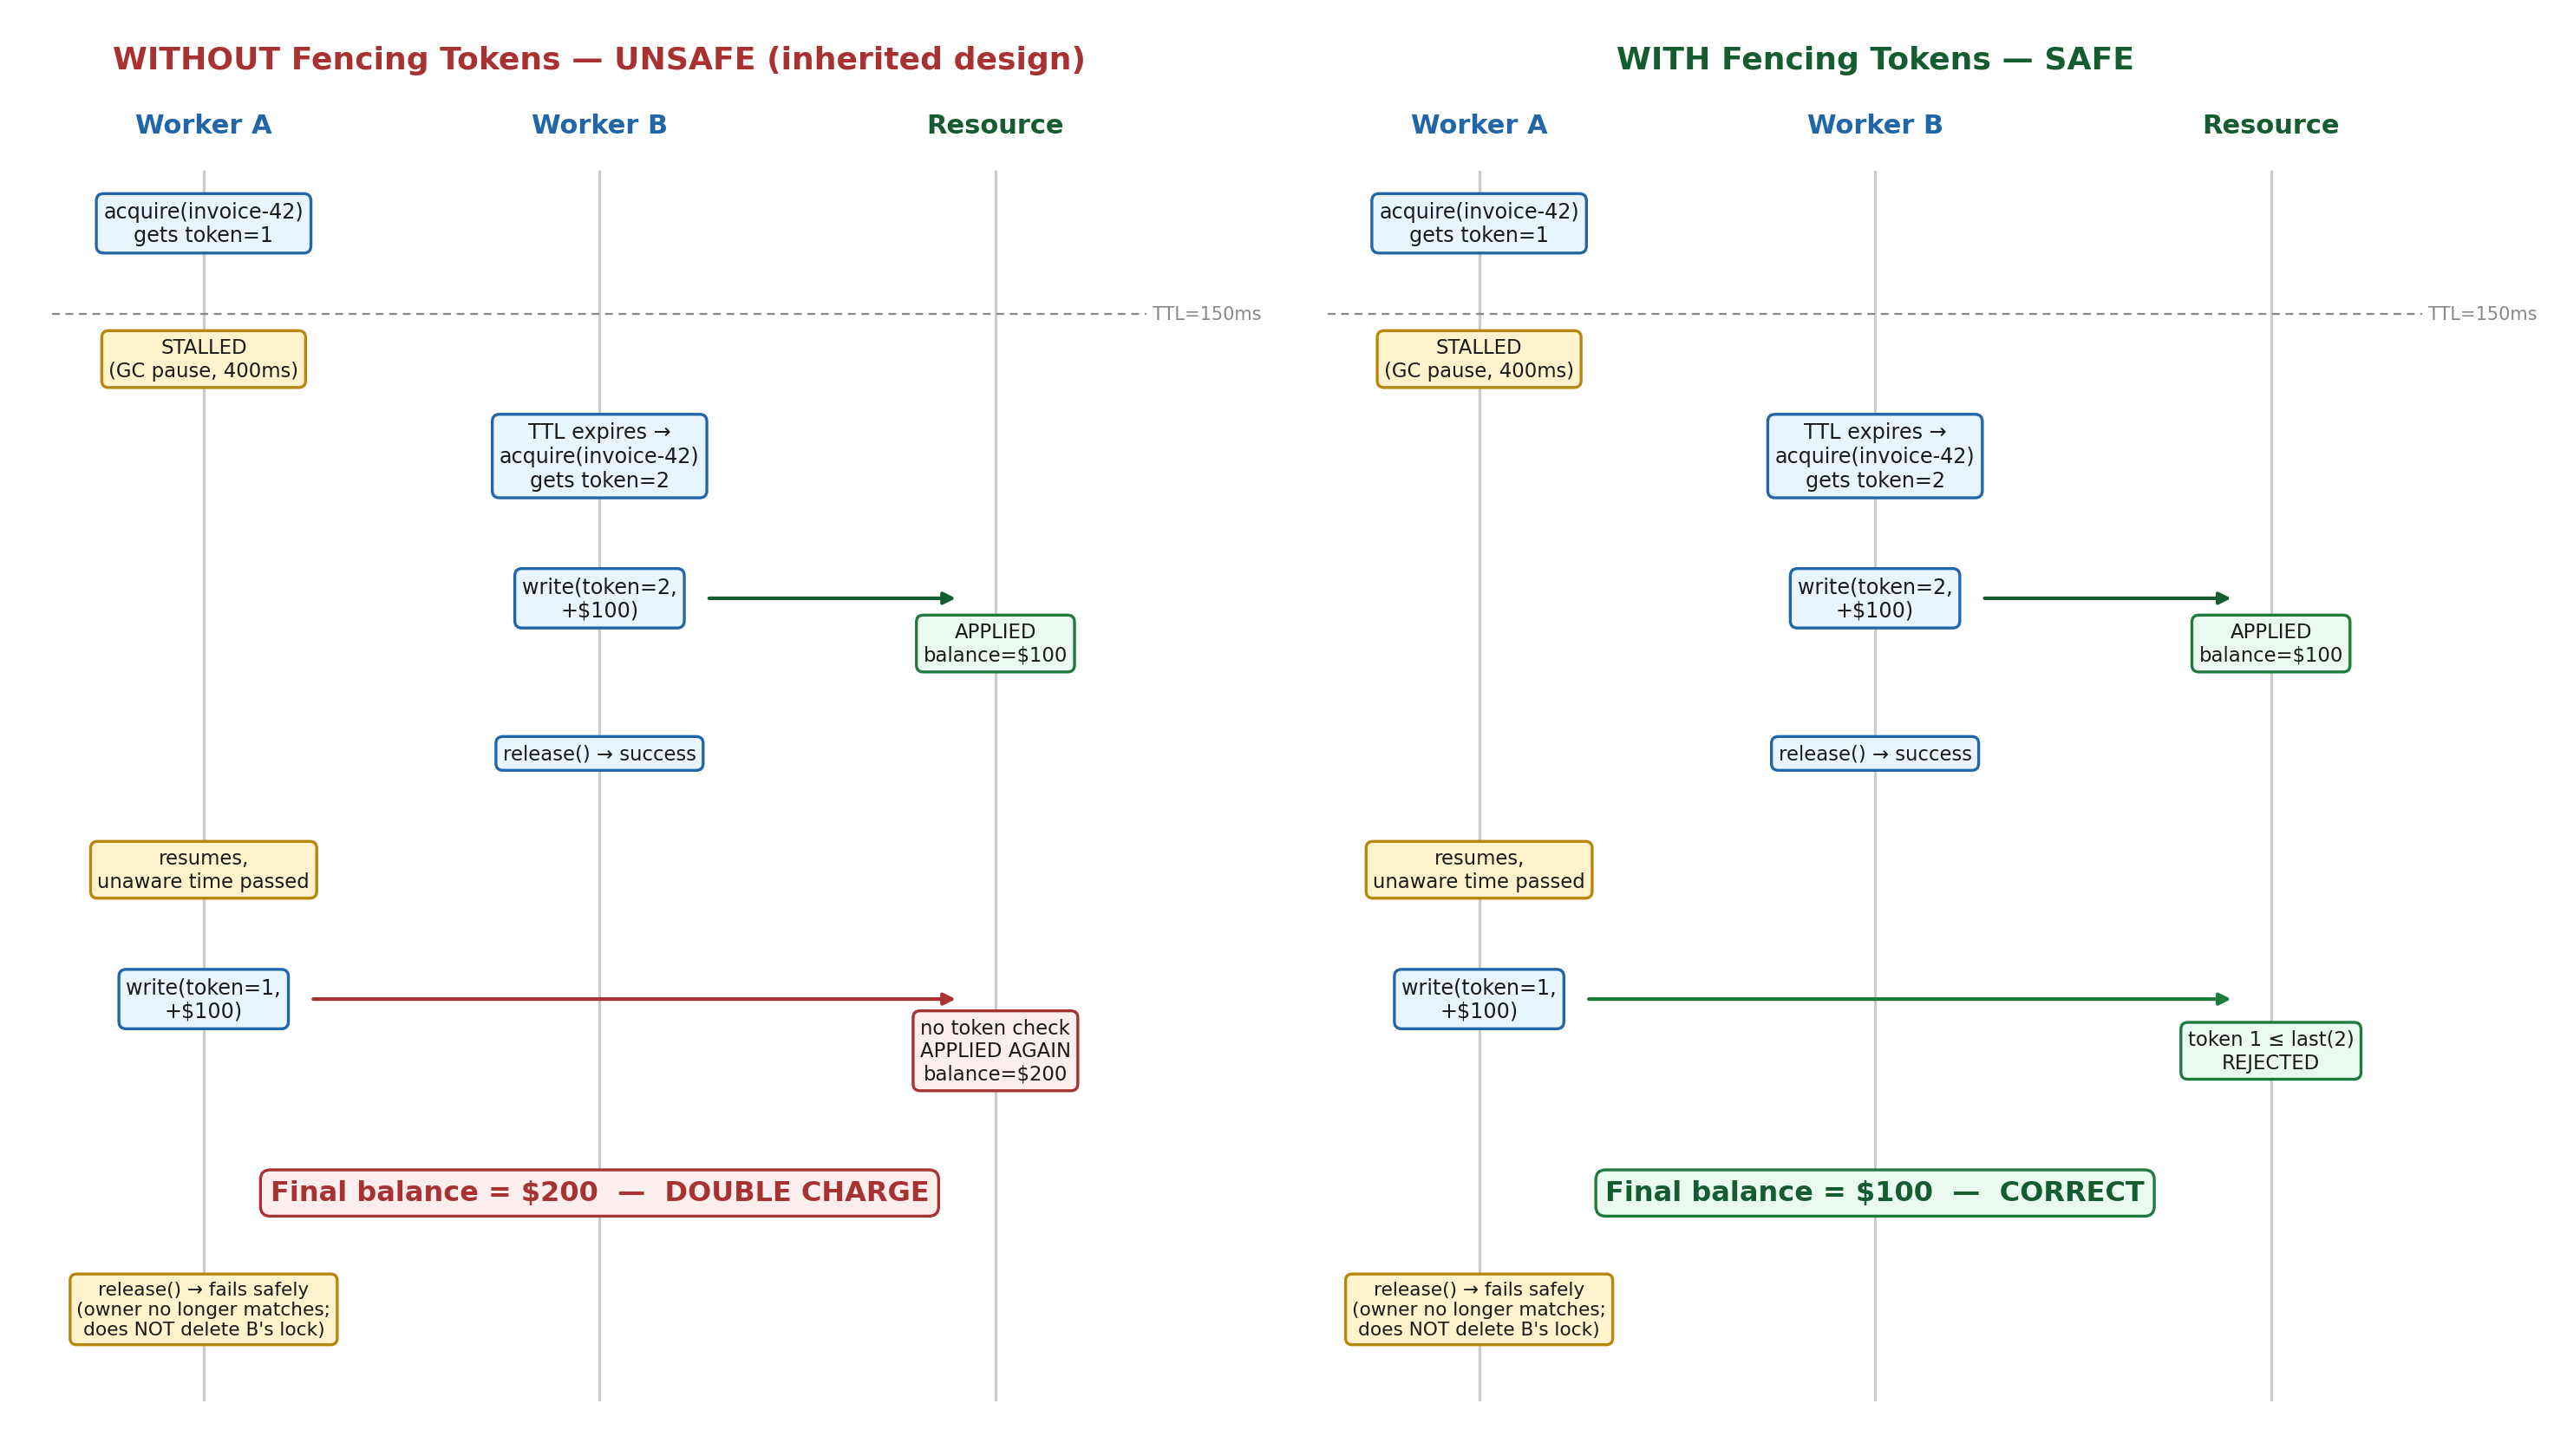 WITHOUT Fencing Tokens — UNSAFE (inherited design)
Worker A
Worker B
Resource
acquire(invoice-42)
gets token=1
TTL=150ms
STALLED
(GC pause, 400ms)
TTL expires →
acquire(invoice-42)
gets token=2
write(token=2,
+$100)
APPLIED
balance=$100
release() → success
resumes,
unaware time passed
write(token=1,
+$100)
no token check
APPLIED AGAIN
balance=$200
Final balance = $200 — DOUBLE CHARGE
release() → fails safely
(owner no longer matches;
does NOT delete B's lock)
WITH Fencing Tokens — SAFE
Worker A
Worker B
Resource
acquire(invoice-42)
gets token=1
TTL=150ms
STALLED
(GC pause, 400ms)
TTL expires →
acquire(invoice-42)
gets token=2
write(token=2,
+$100)
APPLIED
balance=$100
release() → success
resumes,
unaware time passed
write(token=1,
+$100)
token 1 ≤ last(2)
REJECTED
Final balance = $100 — CORRECT
release() → fails safely
(owner no longer matches;
does NOT delete B's lock)